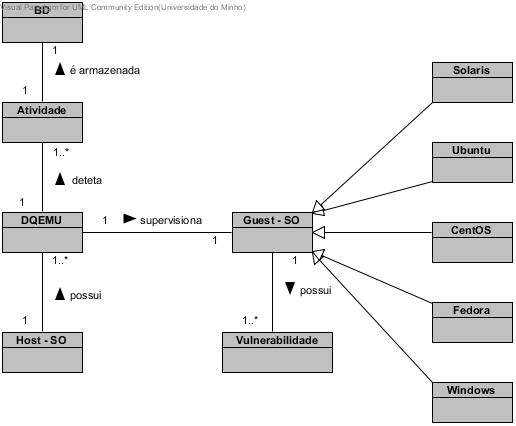 Visual Paradigm for UML Community Edition(Universidade do Minho)
BD
1
é armazenada
1
Atividade
1..*
deteta
1
DQEMU
1
supervisiona
1
Guest - SO
1..*
possui
1
Host - SO
1
possui
1..*
Vulnerabilidade
Solaris
Ubuntu
CentOS
Fedora
Windows